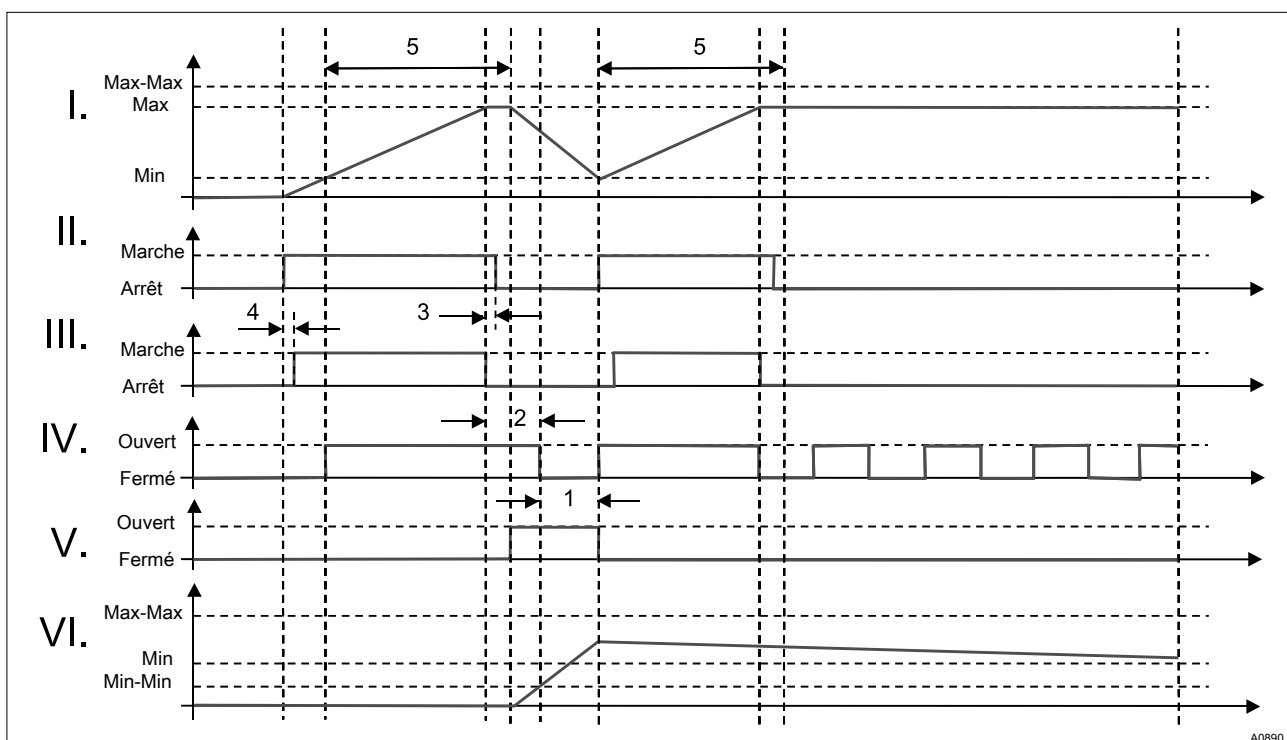 5 5
I.
Max-Max
Max
Min
II.
Marche
Arrêt
4 3
III.
Marche
Arrêt
2
IV.
Ouvert
Fermé
1
V.
Ouvert
Fermé
VI.
Max-Max
Min
Min-Min
A0890